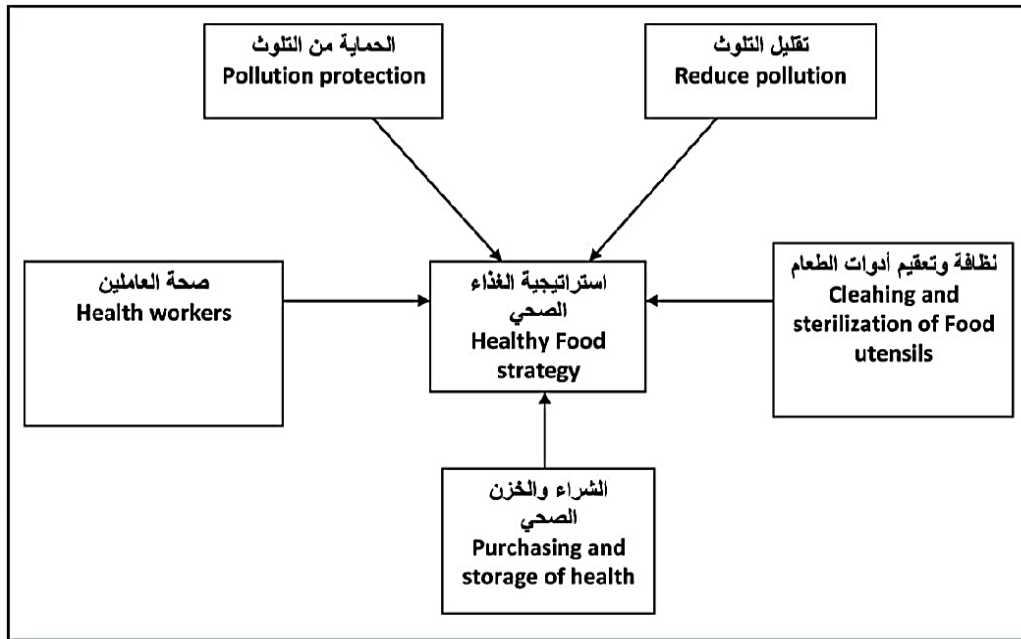 الحماية من التلوث
Pollution protection
تقليل التلوث
Reduce pollution
صحة العاملين
Health workers
استراتيجية الغذاء
الصحي
Healthy Food
strategy
نظافة وتعقيم أدوات الطعام
Cleahing and
sterilization of Food
utensils
الشراء والخزن
الصحي
Purchasing and
storage of health